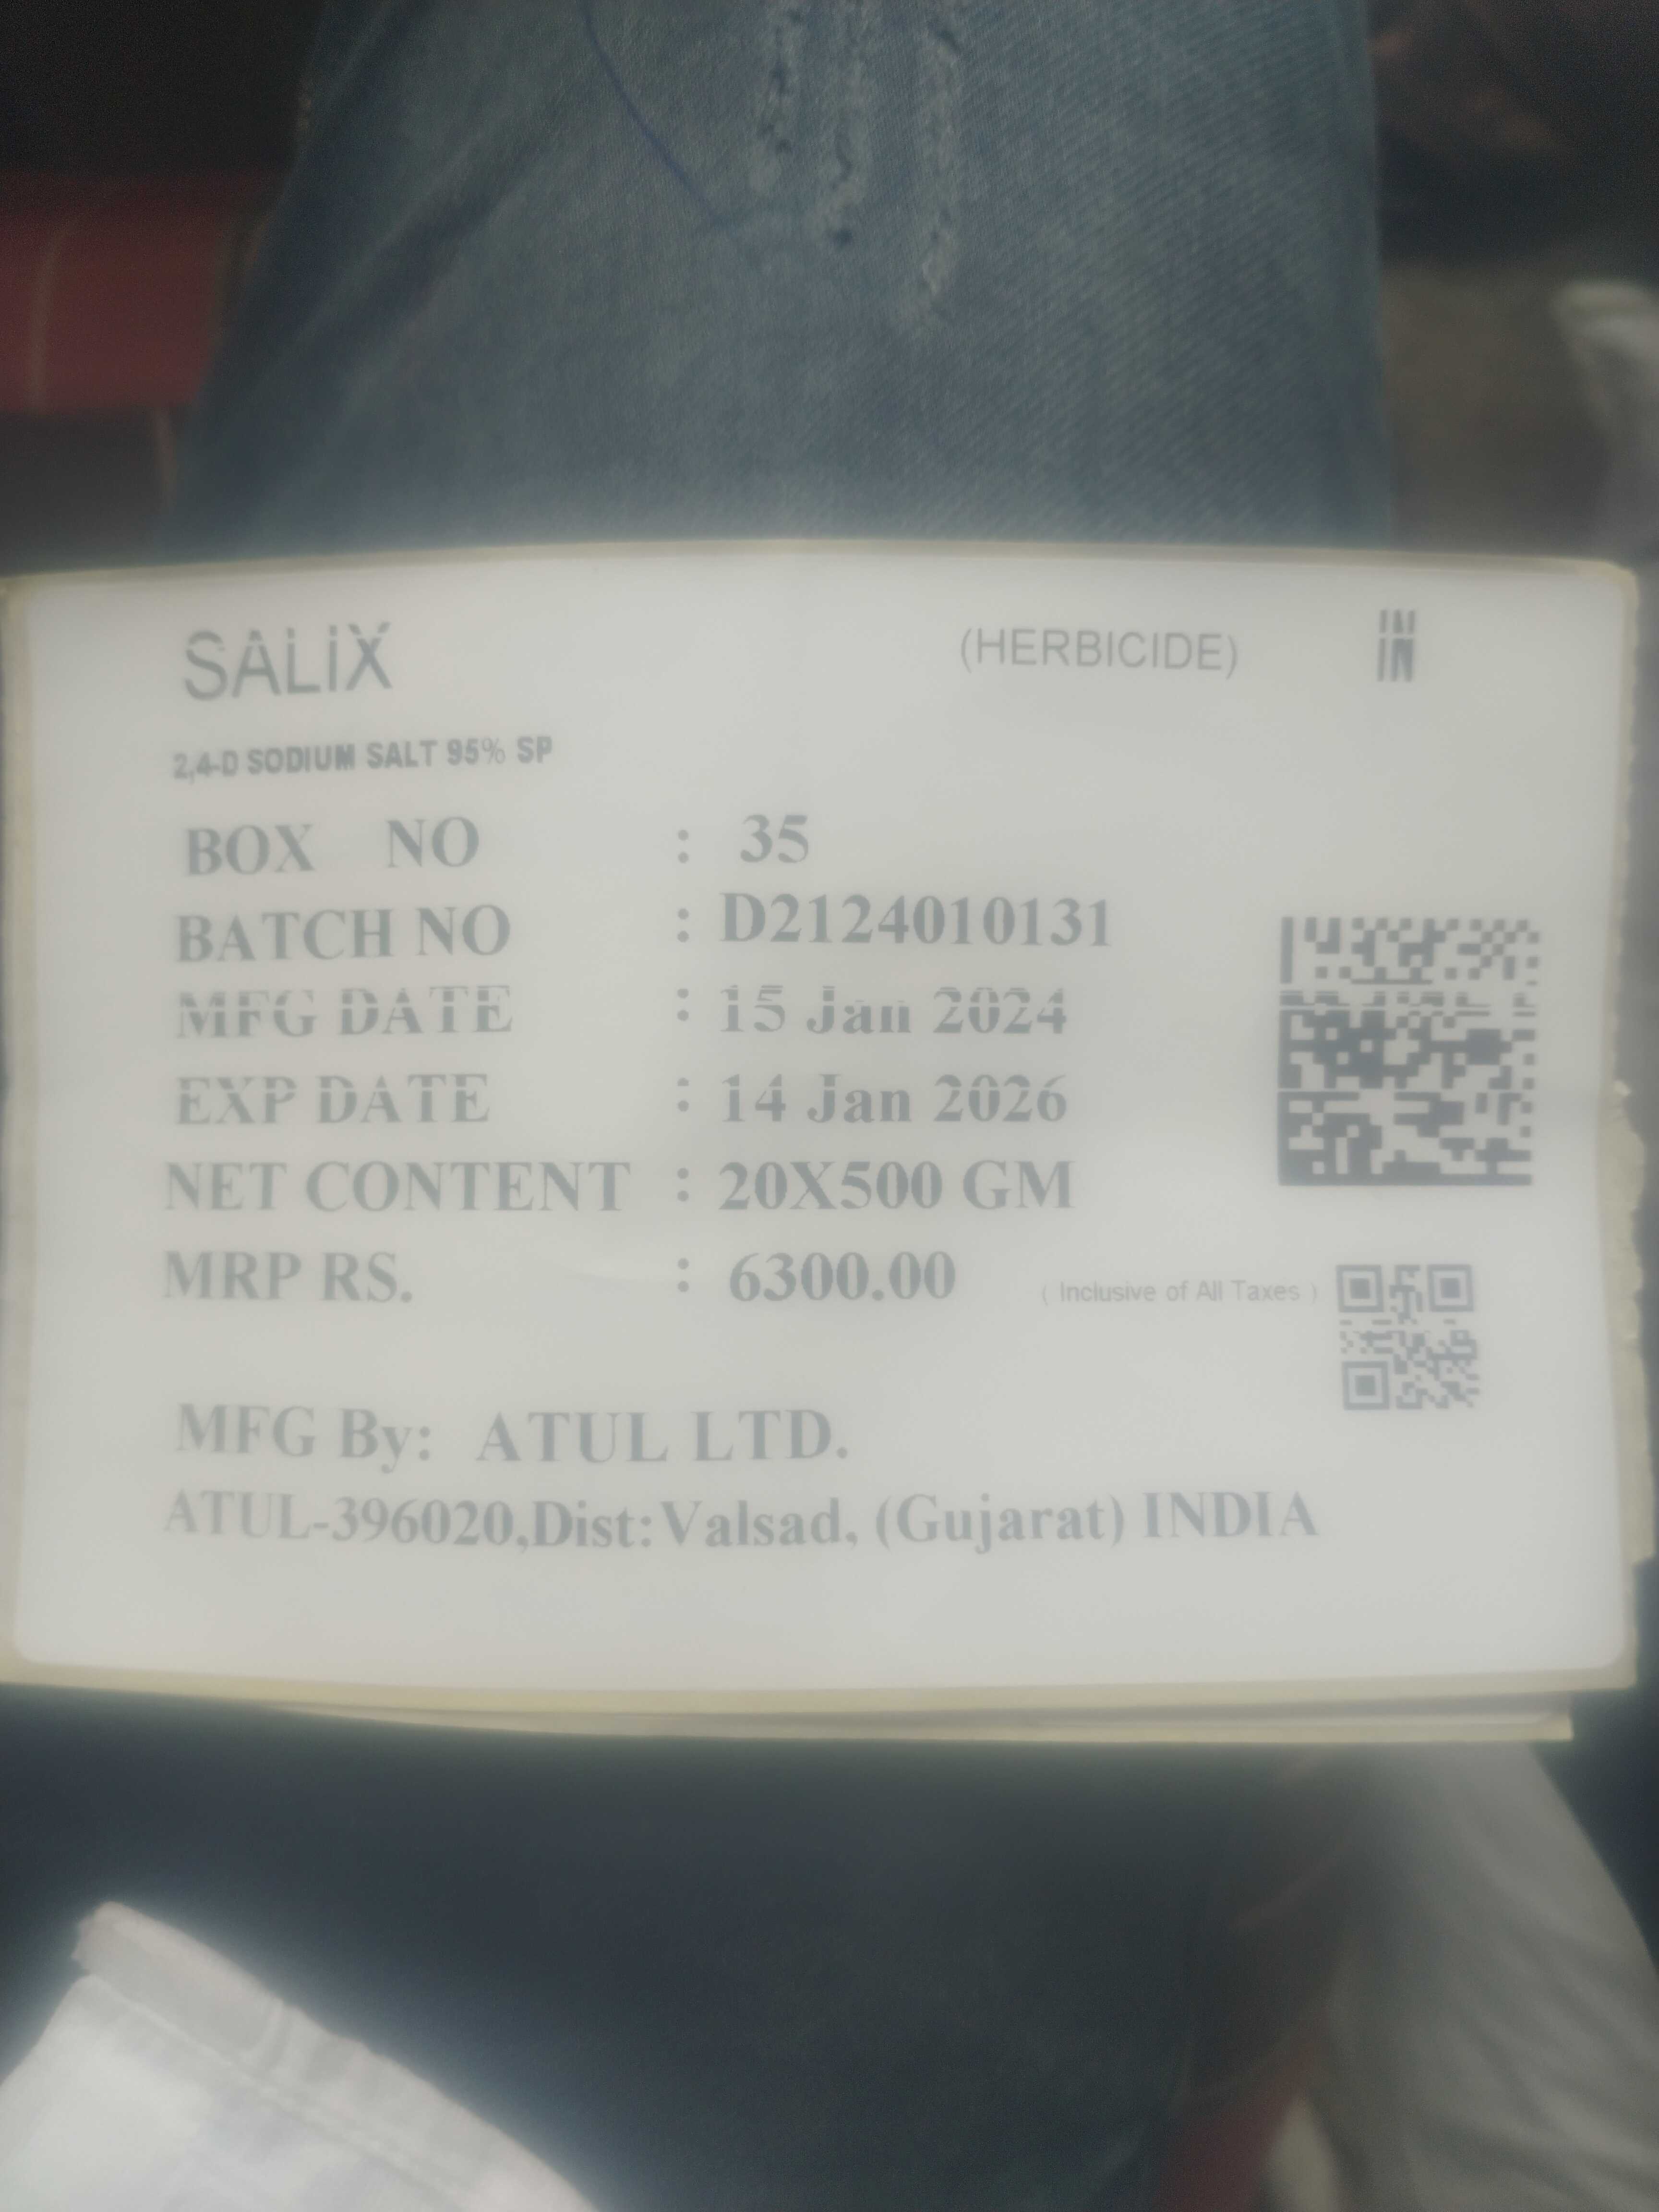 SALiX (HERBICIDE) IN
2,4-D SODIUM SALT 95% SP
BOX NO : 35
BATCH NO : D2124010131
MFG DATE : 15 Jan 2024
EXP DATE : 14 Jan 2026
NET CONTENT : 20X500 GM
MRP RS. : 6300.00 ( Inclusive of All Taxes )
MFG By: ATUL LTD.
ATUL-396020,Dist: Valsad, (Gujarat) INDIA